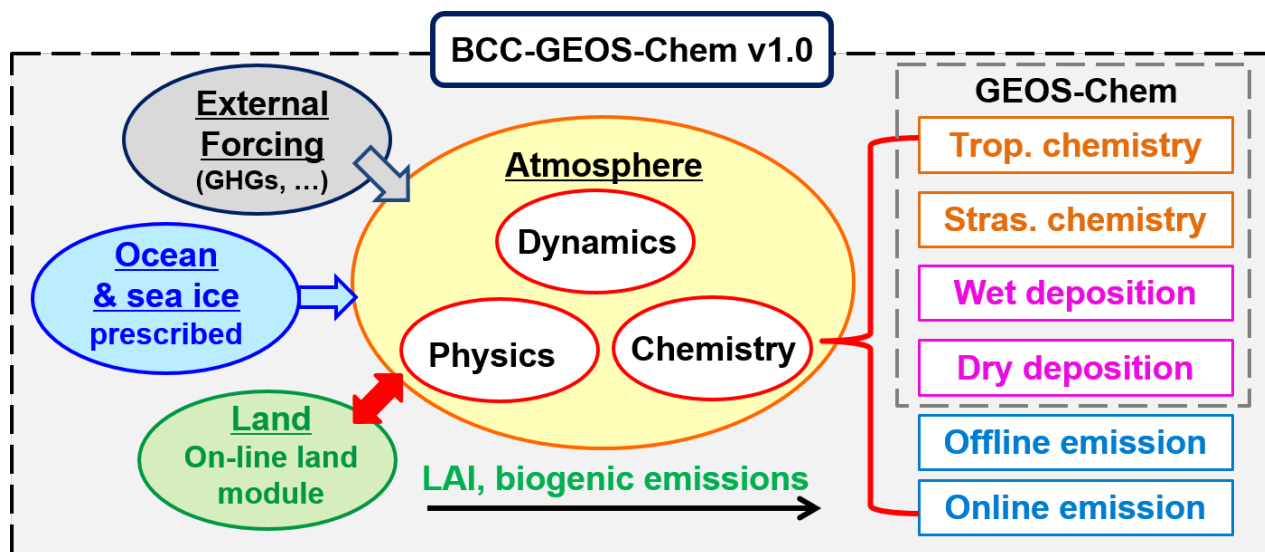 BCC-GEOS-Chem v1.0
External
Forcing
(GHGs, …)
Ocean
& sea ice
prescribed
Land
On-line land
module
Atmosphere
Dynamics
Physics
Chemistry
LAI, biogenic emissions
GEOS-Chem
Trop. chemistry
Stras. chemistry
Wet deposition
Dry deposition
Offline emission
Online emission